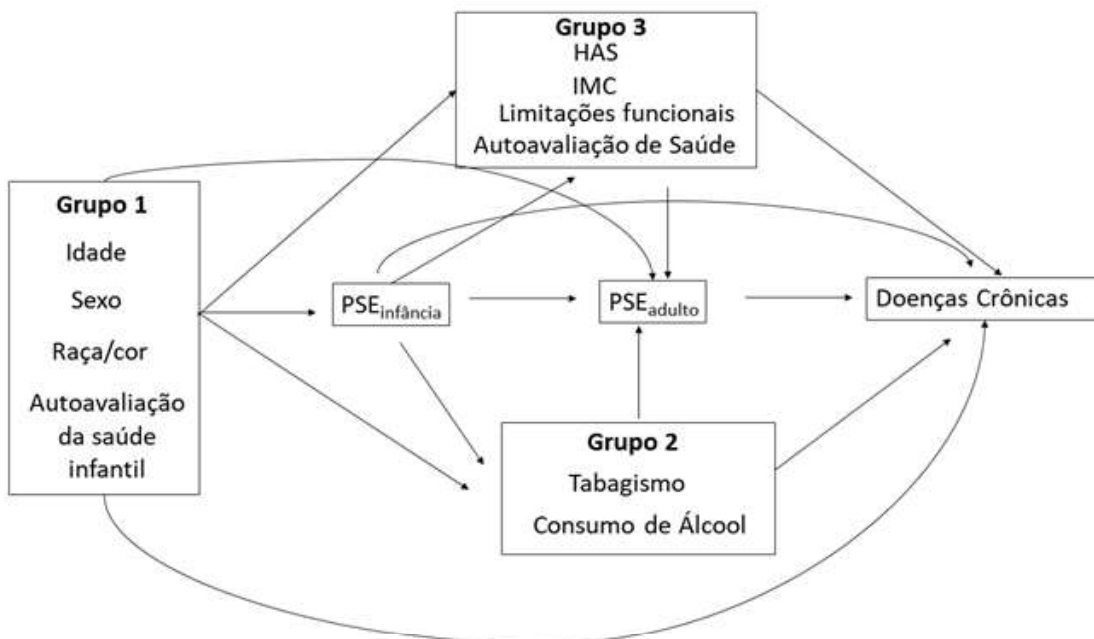 Grupo 3
HAS
IMC
Limitações funcionais
Autoavaliação de Saúde
Grupo 1
Idade
Sexo
Raça/cor
Autoavaliação
da saúde
infantil
PSEinfância
PSEadulto
Doenças Crônicas
Grupo 2
Tabagismo
Consumo de Álcool